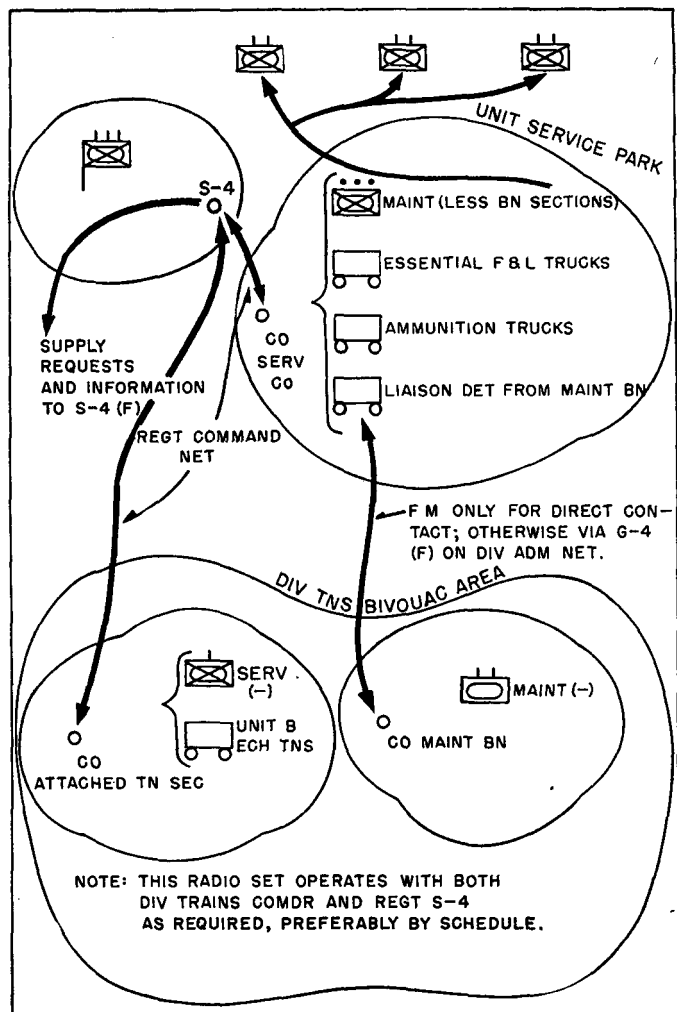 UNIT SERVICE PARK
S-4
MAINT (LESS BN SECTIONS)
ESSENTIAL F & L TRUCKS
AMMUNITION TRUCKS
LIAISON DET FROM MAINT BN
CO
SERV
CO
SUPPLY
REQUESTS
AND INFORMATION
TO S-4 (F)
REGT COMMAND
NET
F M ONLY FOR DIRECT CON-
TACT; OTHERWISE VIA G-4
(F) ON DIV ADM NET.
DIV TNS BIVOUAC AREA
SERV
(-)
UNIT B
ECH TNS
CO
ATTACHED TN SEC
MAINT (-)
CO MAINT BN
NOTE: THIS RADIO SET OPERATES WITH BOTH
DIV TRAINS COMDR AND REGT S-4
AS REQUIRED, PREFERABLY BY SCHEDULE.